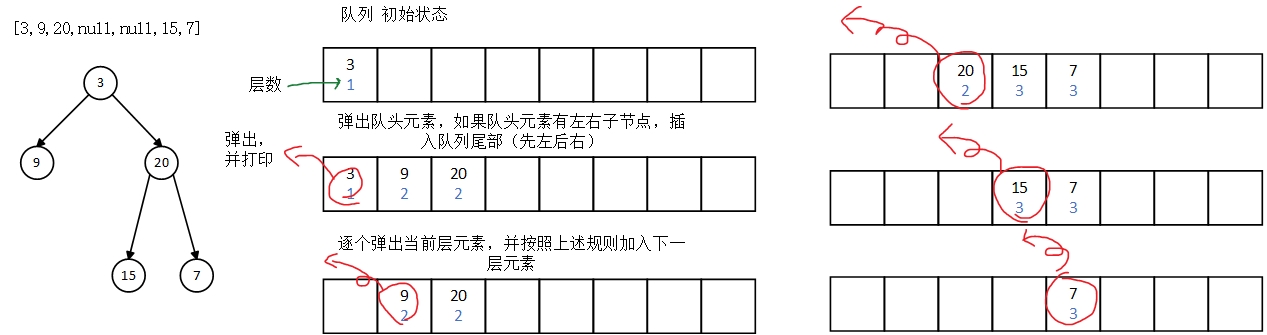 [3,9,20,null,null,15,7]
3
9
20
15
7
队列 初始状态
层数
3
1
弹出队头元素，如果队头元素有左右子节点，插
入队列尾部（先左后右）
弹出，
并打印
3 9 20
1 2 2
逐个弹出当前层元素，并按照上述规则加入下一
层元素
9 20
2 2
20 15 7
2 3 3
15 7
3 3
7
3